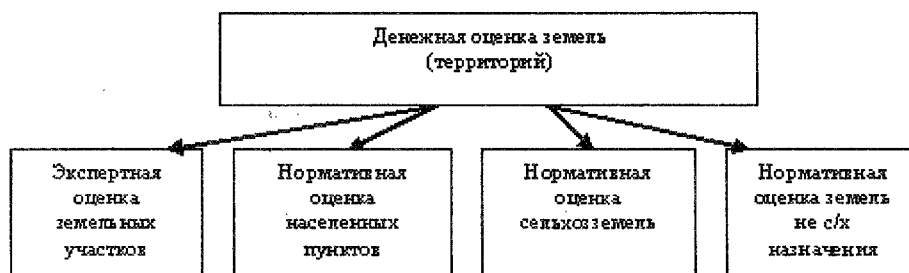 Денежная оценка земель
(территорий)
Экспертная
оценка
земельных
участков
Нормативная
оценка
населенных
пунктов
Нормативная
оценка
сельхозземель
Нормативная
оценка земель
не с/х
назначения